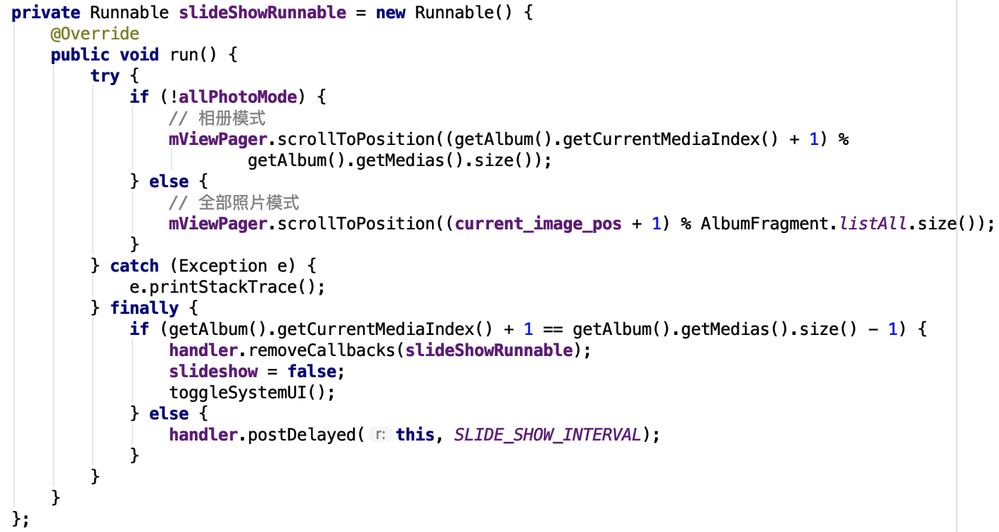 private Runnable slideShowRunnable = new Runnable() {
    @Override
    public void run() {
        try {
            if (!allPhotoMode) {
                // 相册模式
                mViewPager.scrollToPosition((getAlbum().getCurrentMediaIndex() + 1) %
                        getAlbum().getMedias().size());
            } else {
                // 全部照片模式
                mViewPager.scrollToPosition((current_image_pos + 1) % AlbumFragment.listAll.size());
            }
        } catch (Exception e) {
            e.printStackTrace();
        } finally {
            if (getAlbum().getCurrentMediaIndex() + 1 == getAlbum().getMedias().size() - 1) {
                handler.removeCallbacks(slideShowRunnable);
                slideshow = false;
                toggleSystemUI();
            } else {
                handler.postDelayed( r: this, SLIDE_SHOW_INTERVAL);
            }
        }
    }
};